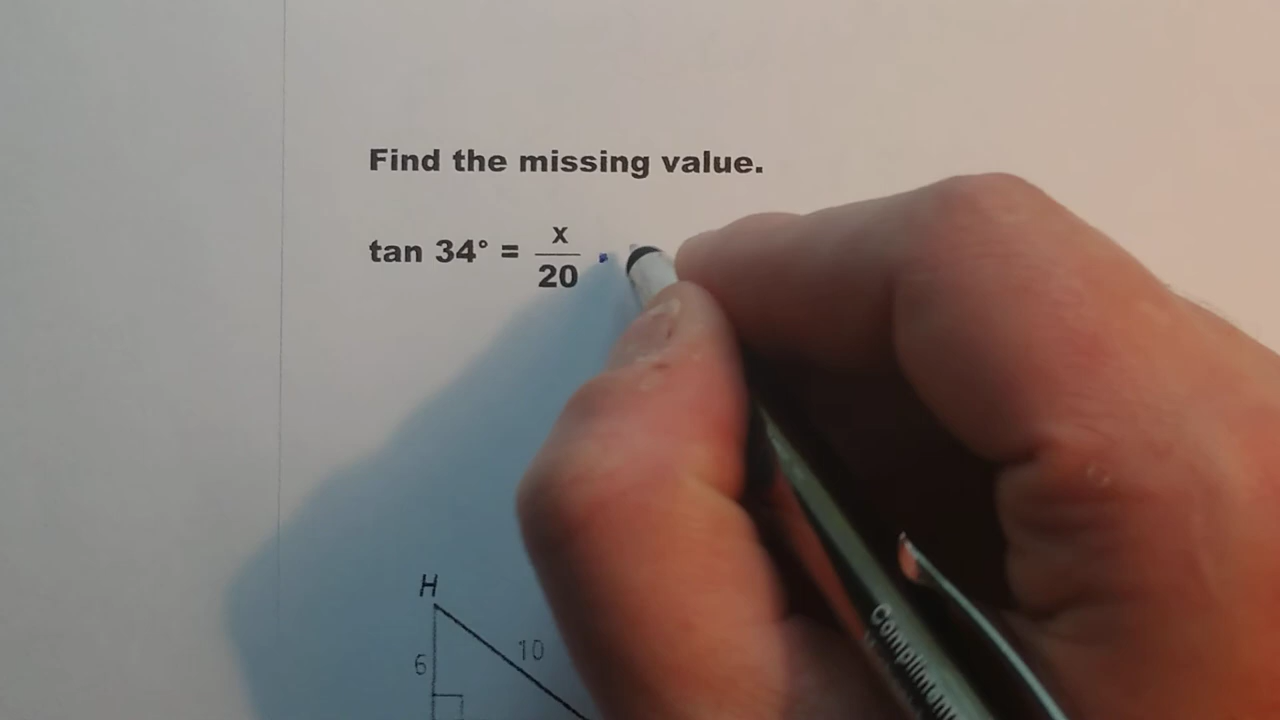 Find the missing value.
tan 34° = x/20 ·
H
10
6